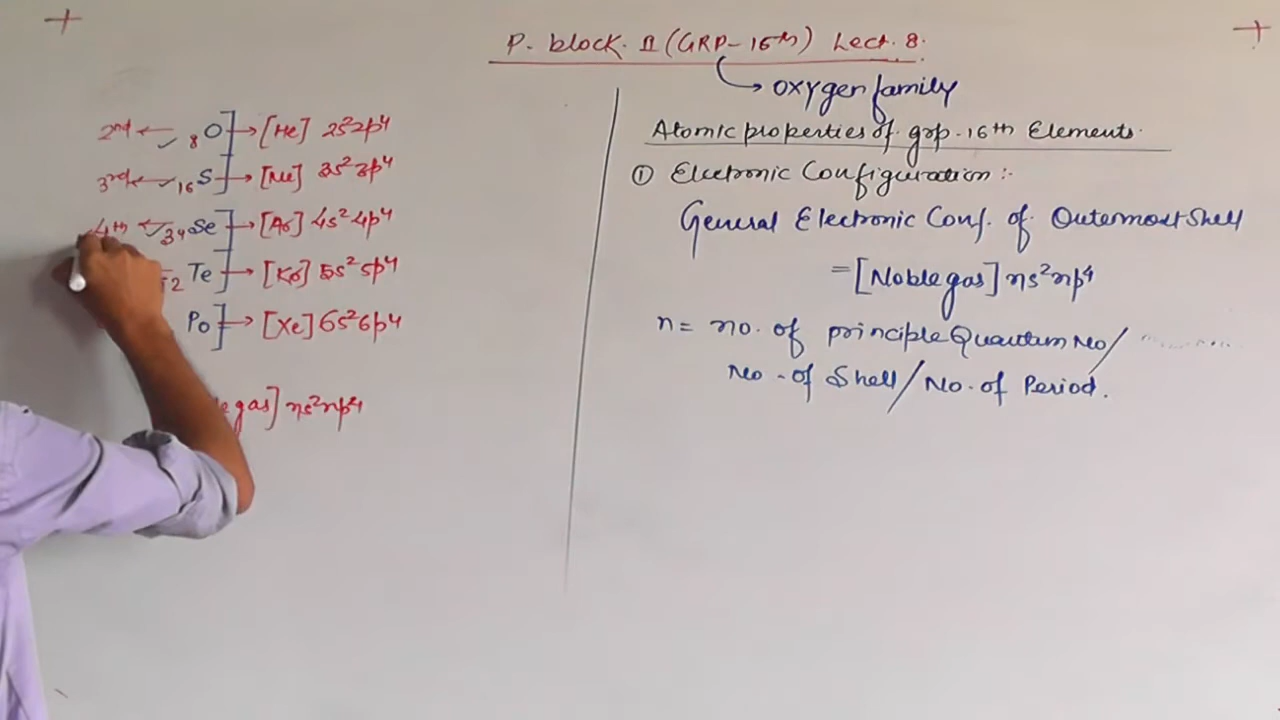 P. block. II (GRP-16th) Lect. 8.
→ oxygen family
2nd ← ✓ 8O] → [He] 2s²2p⁴
3rd ← ✓ 16S] → [Ne] 3s²3p⁴
4th ← ✓ 34Se] → [Ar] 4s²4p⁴
52Te] → [Kr] 5s²5p⁴
Po] → [Xe] 6s²6p⁴
gas] ns²np⁴
Atomic properties of grp-16th Elements.
① Electronic Configuration :-
General Electronic Conf. of Outermost Shell
= [Noble gas] ns²np⁴
n = no. of principle Quantum No/
No. of Shell/No. of Period.